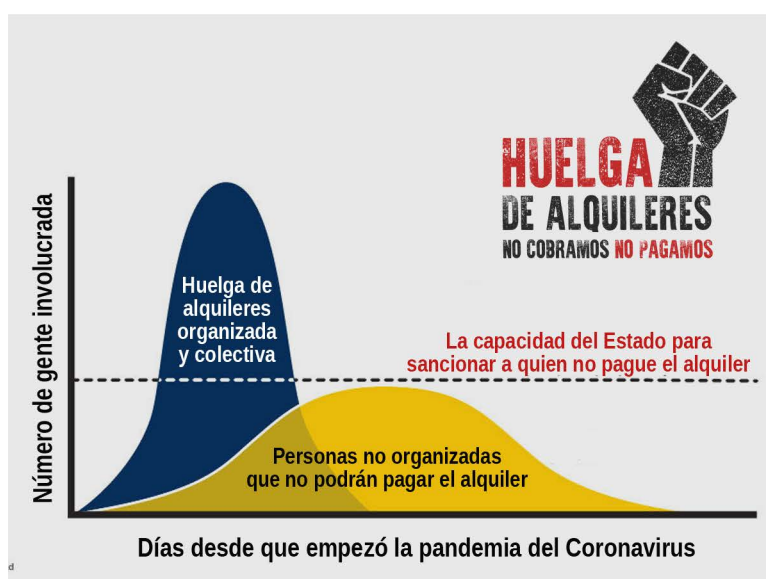 HUELGA
DE ALQUILERES
NO COBRAMOS NO PAGAMOS
Número de gente involucrada
Huelga de
alquileres
organizada
y colectiva
La capacidad del Estado para
sancionar a quien no pague el alquiler
Personas no organizadas
que no podrán pagar el alquiler
Días desde que empezó la pandemia del Coronavirus
d